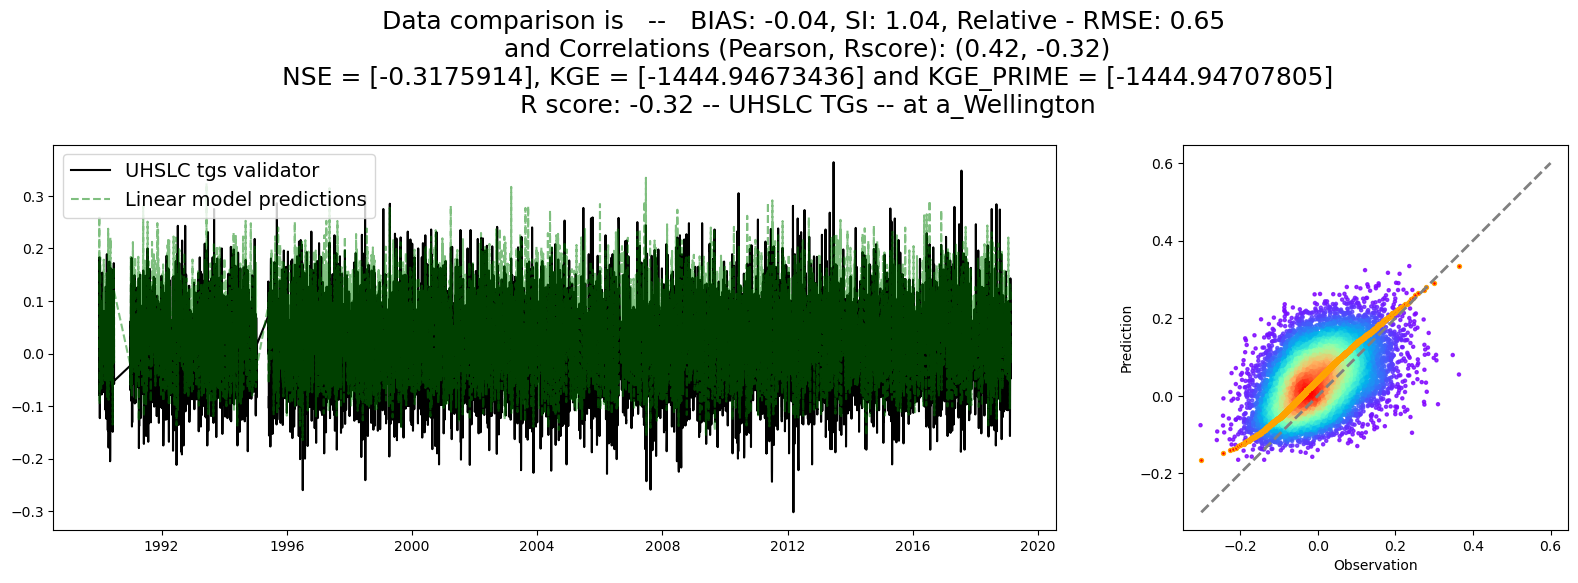 Data comparison is -- BIAS: -0.04, SI: 1.04, Relative - RMSE: 0.65
and Correlations (Pearson, Rscore): (0.42, -0.32)
NSE = [-0.3175914], KGE = [-1444.94673436] and KGE_PRIME = [-1444.94707805]
R score: -0.32 -- UHSLC TGs -- at a_Wellington
UHSLC tgs validator
Linear model predictions
0.3
0.2
0.1
0.0
−0.1
−0.2
−0.3
1992 1996 2000 2004 2008 2012 2016 2020
Prediction
0.6
0.4
0.2
0.0
−0.2
−0.2 0.0 0.2 0.4 0.6
Observation